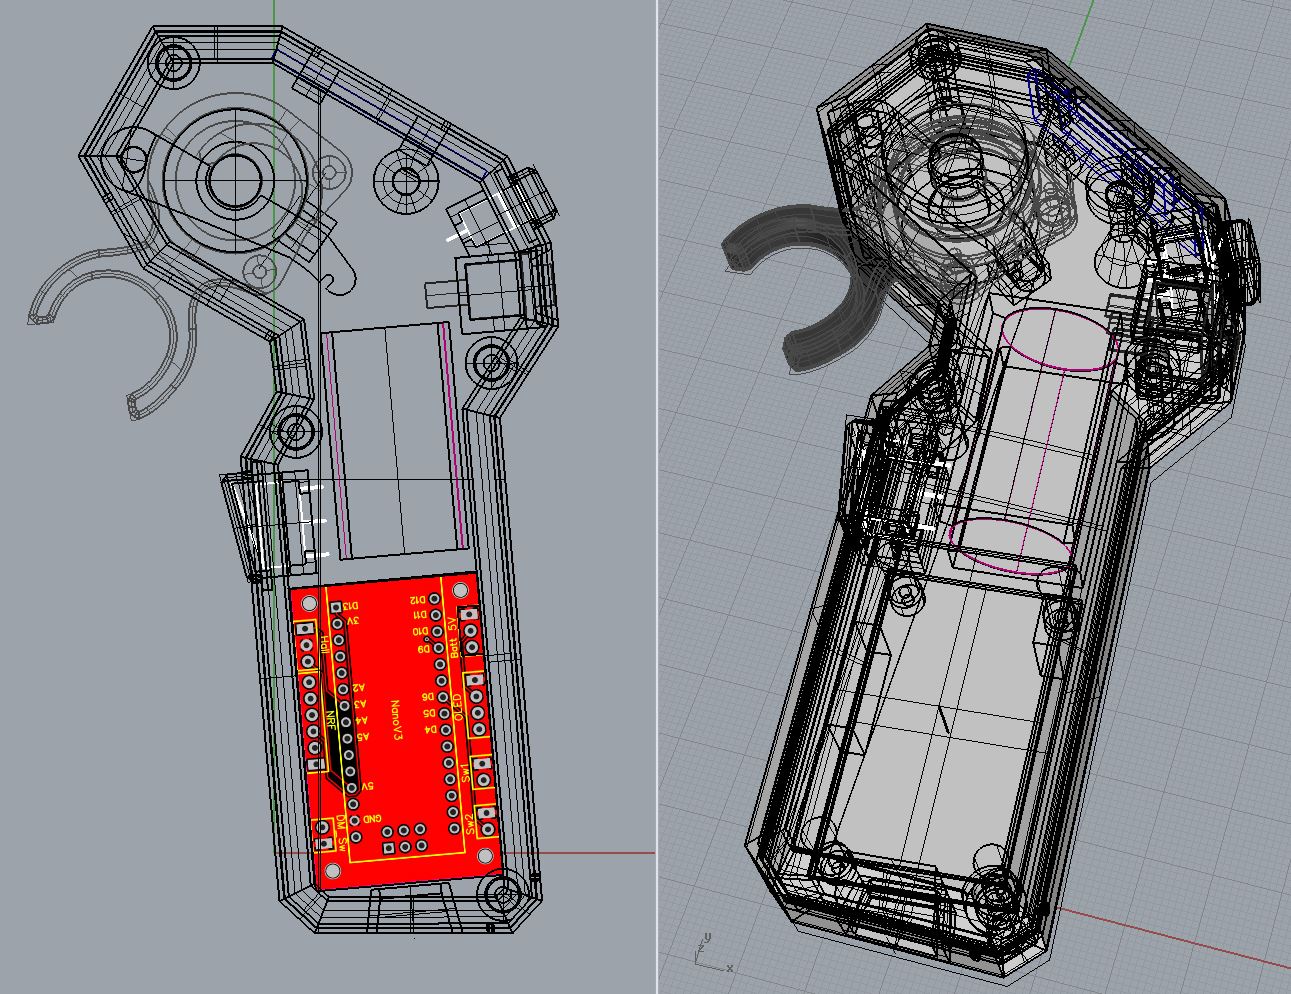 D12
D13
D11
3V
D10
5V
D9
Hall
Batt
A2
D6
A3
OLED
NRF
NanoV3
D5
A4
D4
A5
Sw1
5V
GND
Sw2
DM Sw
y
z
x